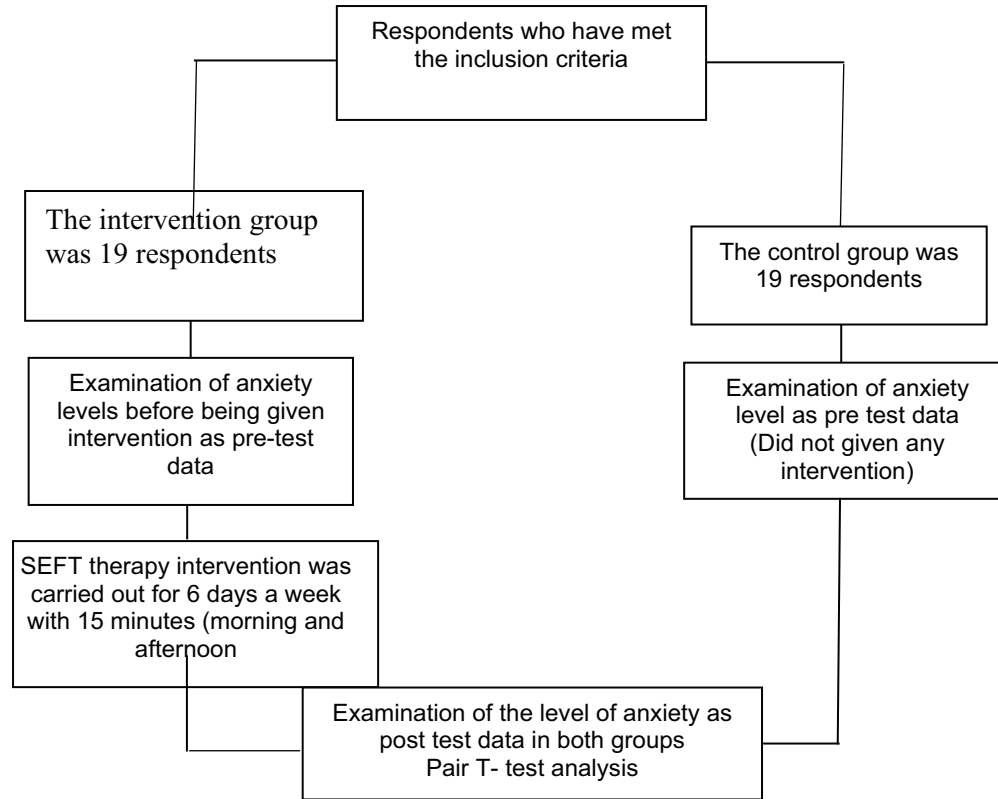 Respondents who have met
the inclusion criteria
The intervention group
was 19 respondents
The control group was
19 respondents
Examination of anxiety
levels before being given
intervention as pre-test
data
Examination of anxiety
level as pre test data
(Did not given any
intervention)
SEFT therapy intervention was
carried out for 6 days a week
with 15 minutes (morning and
afternoon
Examination of the level of anxiety as
post test data in both groups
Pair T- test analysis